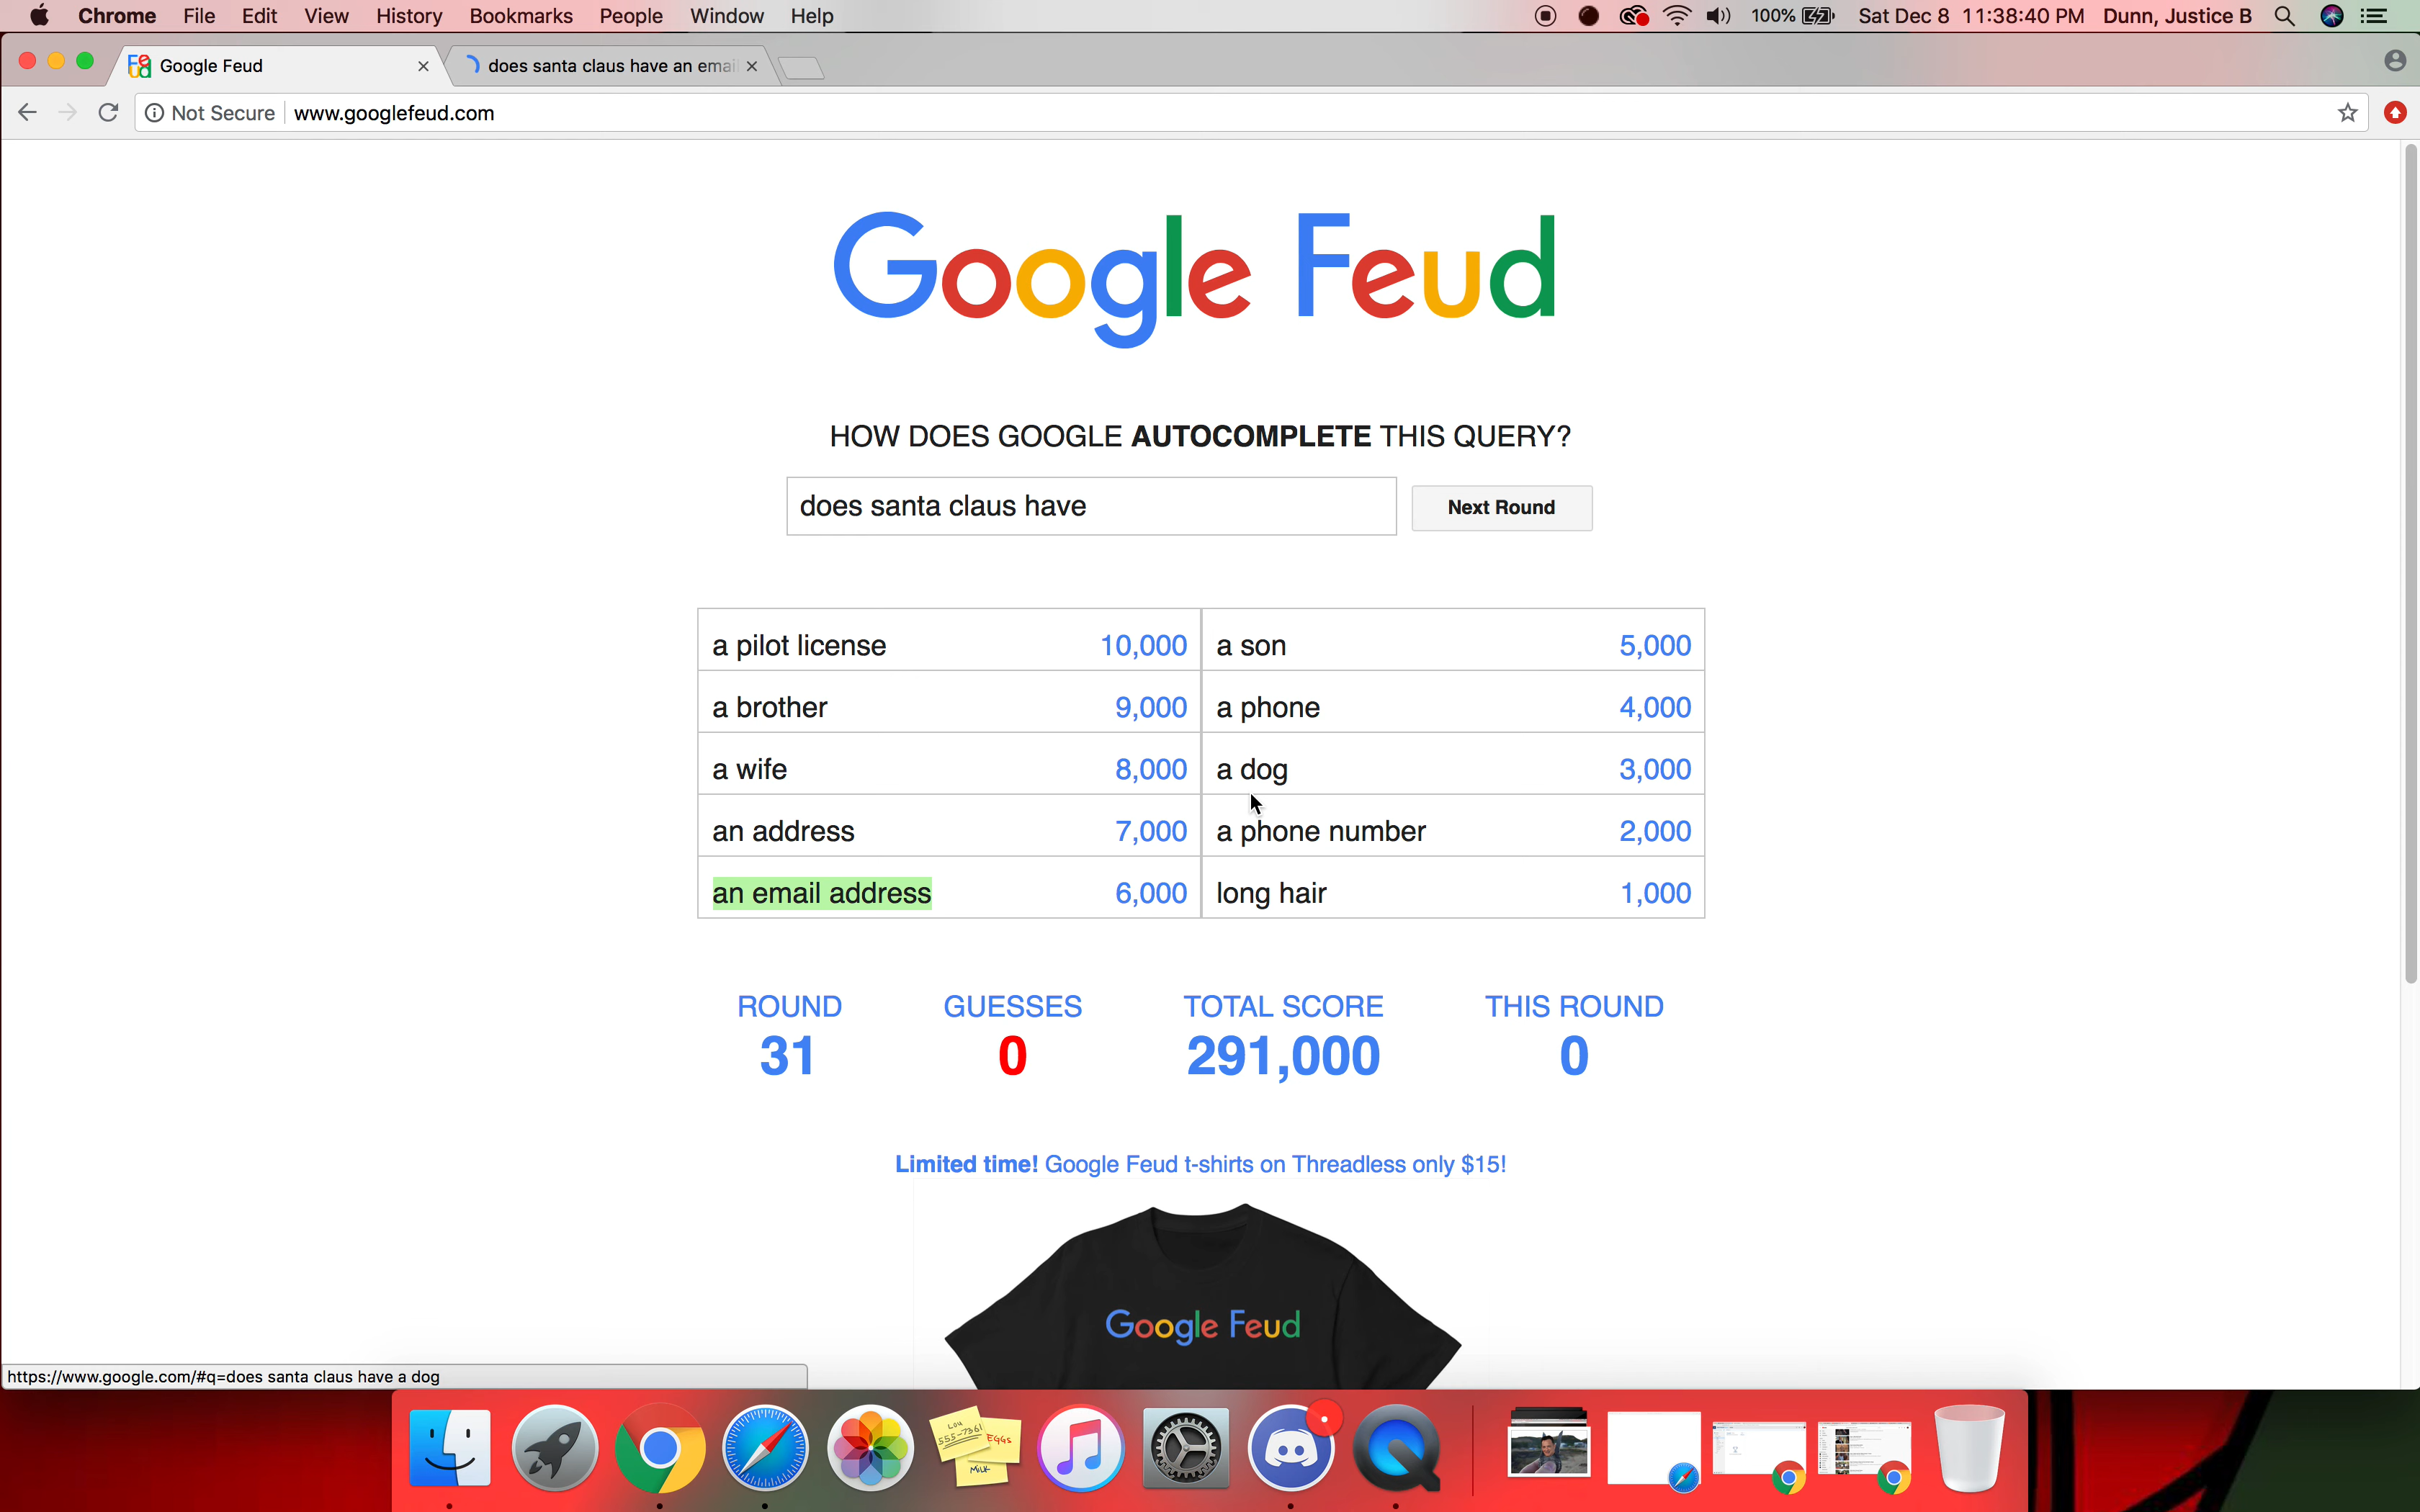 Chrome File Edit View History Bookmarks People Window Help 100% Sat Dec 8 11:38:40 PM Dunn, Justice B
Google Feud does santa claus have an emai
Not Secure www.googlefeud.com
Google Feud
HOW DOES GOOGLE AUTOCOMPLETE THIS QUERY?
does santa claus have Next Round
a pilot license 10,000 a son 5,000
a brother 9,000 a phone 4,000
a wife 8,000 a dog 3,000
an address 7,000 a phone number 2,000
an email address 6,000 long hair 1,000
ROUND GUESSES TOTAL SCORE THIS ROUND
31 0 291,000 0
Limited time! Google Feud t-shirts on Threadless only $15!
Google Feud
https://www.google.com/#q=does santa claus have a dog
LOU
555-7361
EGGS
MILK